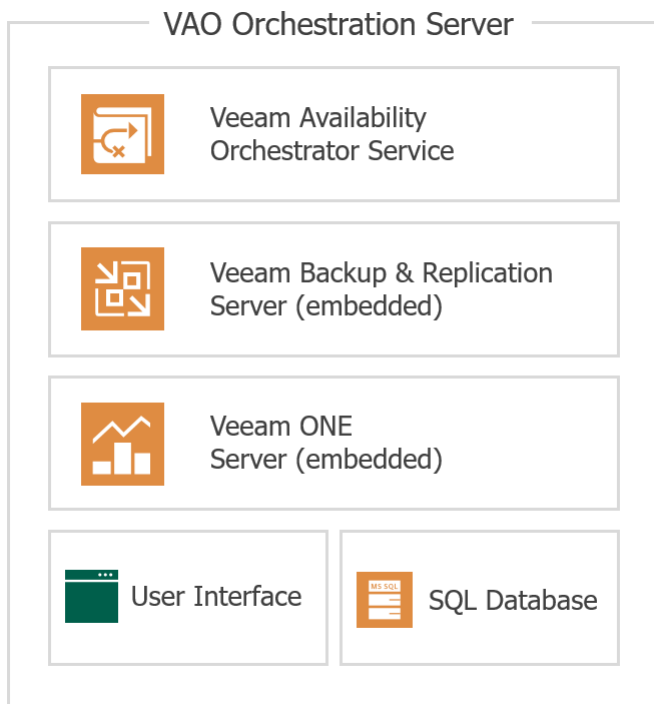 VAO Orchestration Server
Veeam Availability
Orchestrator Service
Veeam Backup & Replication
Server (embedded)
Veeam ONE
Server (embedded)
User Interface
MS SQL
SQL Database